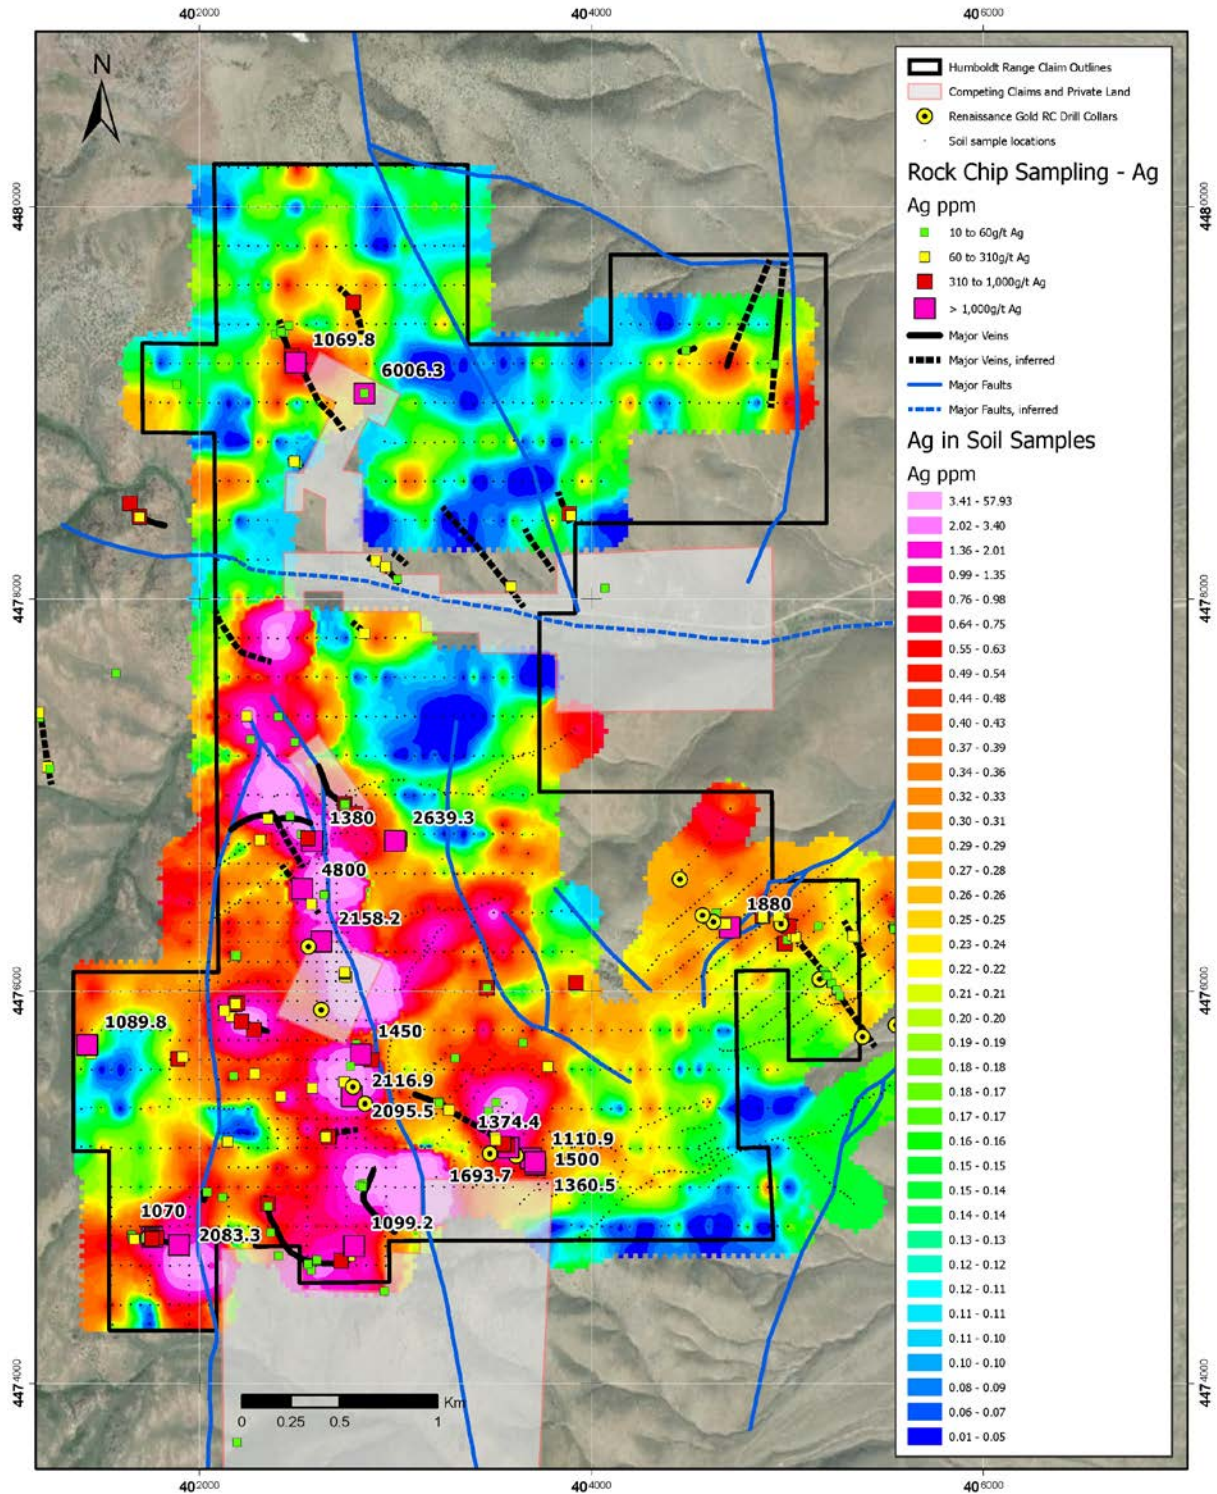 402000
404000
406000
N
4480000
4480000
4478000
4478000
4476000
4476000
4474000
4474000
1069.8
6006.3
1380
2639.3
4800
2158.2
1880
1089.8
1450
2116.9
2095.5
1374.4
1110.9
1500
1693.7
1360.5
1070
2083.3
1099.2
Km
0 0.25 0.5 1
402000
404000
406000
Humboldt Range Claim Outlines
Competing Claims and Private Land
Renaissance Gold RC Drill Collars
Soil sample locations
Rock Chip Sampling - Ag
Ag ppm
10 to 60g/t Ag
60 to 310g/t Ag
310 to 1,000g/t Ag
> 1,000g/t Ag
Major Veins
Major Veins, inferred
Major Faults
Major Faults, inferred
Ag in Soil Samples
Ag ppm
3.41 - 57.93
2.02 - 3.40
1.36 - 2.01
0.99 - 1.35
0.76 - 0.98
0.64 - 0.75
0.55 - 0.63
0.49 - 0.54
0.44 - 0.48
0.40 - 0.43
0.37 - 0.39
0.34 - 0.36
0.32 - 0.33
0.30 - 0.31
0.29 - 0.29
0.27 - 0.28
0.26 - 0.26
0.25 - 0.25
0.23 - 0.24
0.22 - 0.22
0.21 - 0.21
0.20 - 0.20
0.19 - 0.19
0.18 - 0.18
0.18 - 0.17
0.17 - 0.17
0.16 - 0.16
0.15 - 0.15
0.15 - 0.14
0.14 - 0.14
0.13 - 0.13
0.12 - 0.12
0.12 - 0.11
0.11 - 0.11
0.11 - 0.10
0.10 - 0.10
0.08 - 0.09
0.06 - 0.07
0.01 - 0.05